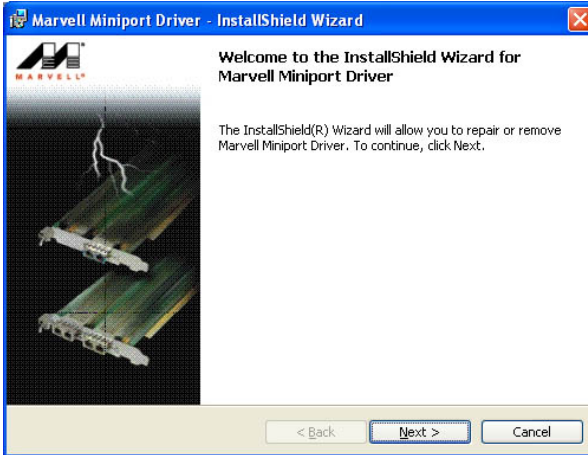 Marvell Miniport Driver - InstallShield Wizard
MARVELL®
Welcome to the InstallShield Wizard for
Marvell Miniport Driver
The InstallShield(R) Wizard will allow you to repair or remove
Marvell Miniport Driver. To continue, click Next.
< Back
Next >
Cancel